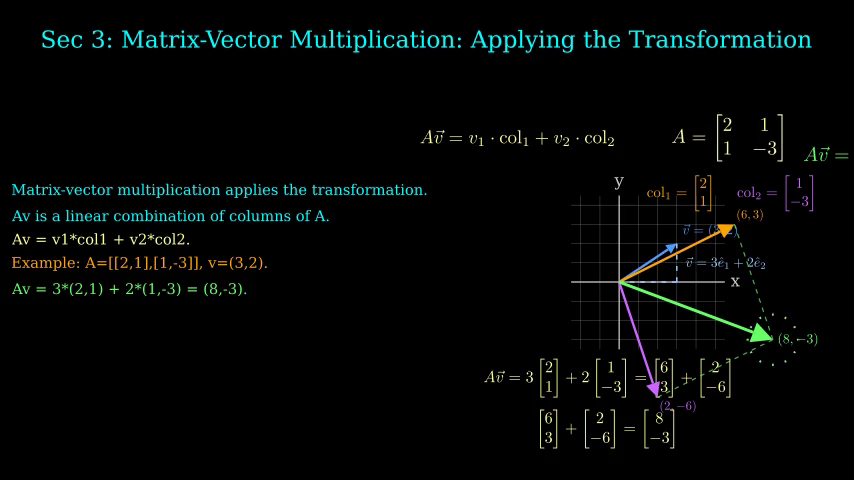 Sec 3: Matrix-Vector Multiplication: Applying the Transformation
Av⃗ = v₁ · col₁ + v₂ · col₂
A = [2 1; 1 −3]
Av⃗ =
Matrix-vector multiplication applies the transformation.
Av is a linear combination of columns of A.
Av = v1*col1 + v2*col2.
Example: A=[[2,1],[1,-3]], v=(3,2).
Av = 3*(2,1) + 2*(1,-3) = (8,-3).
y
col₁ = [2; 1]
col₂ = [1; −3]
(6, 3)
v⃗ = (3, 2)
v⃗ = 3ê₁ + 2ê₂
x
(8, −3)
Av⃗ = 3 [2; 1] + 2 [1; −3] = [6; 3] + [2; −6]
(2, −6)
[6; 3] + [2; −6] = [8; −3]